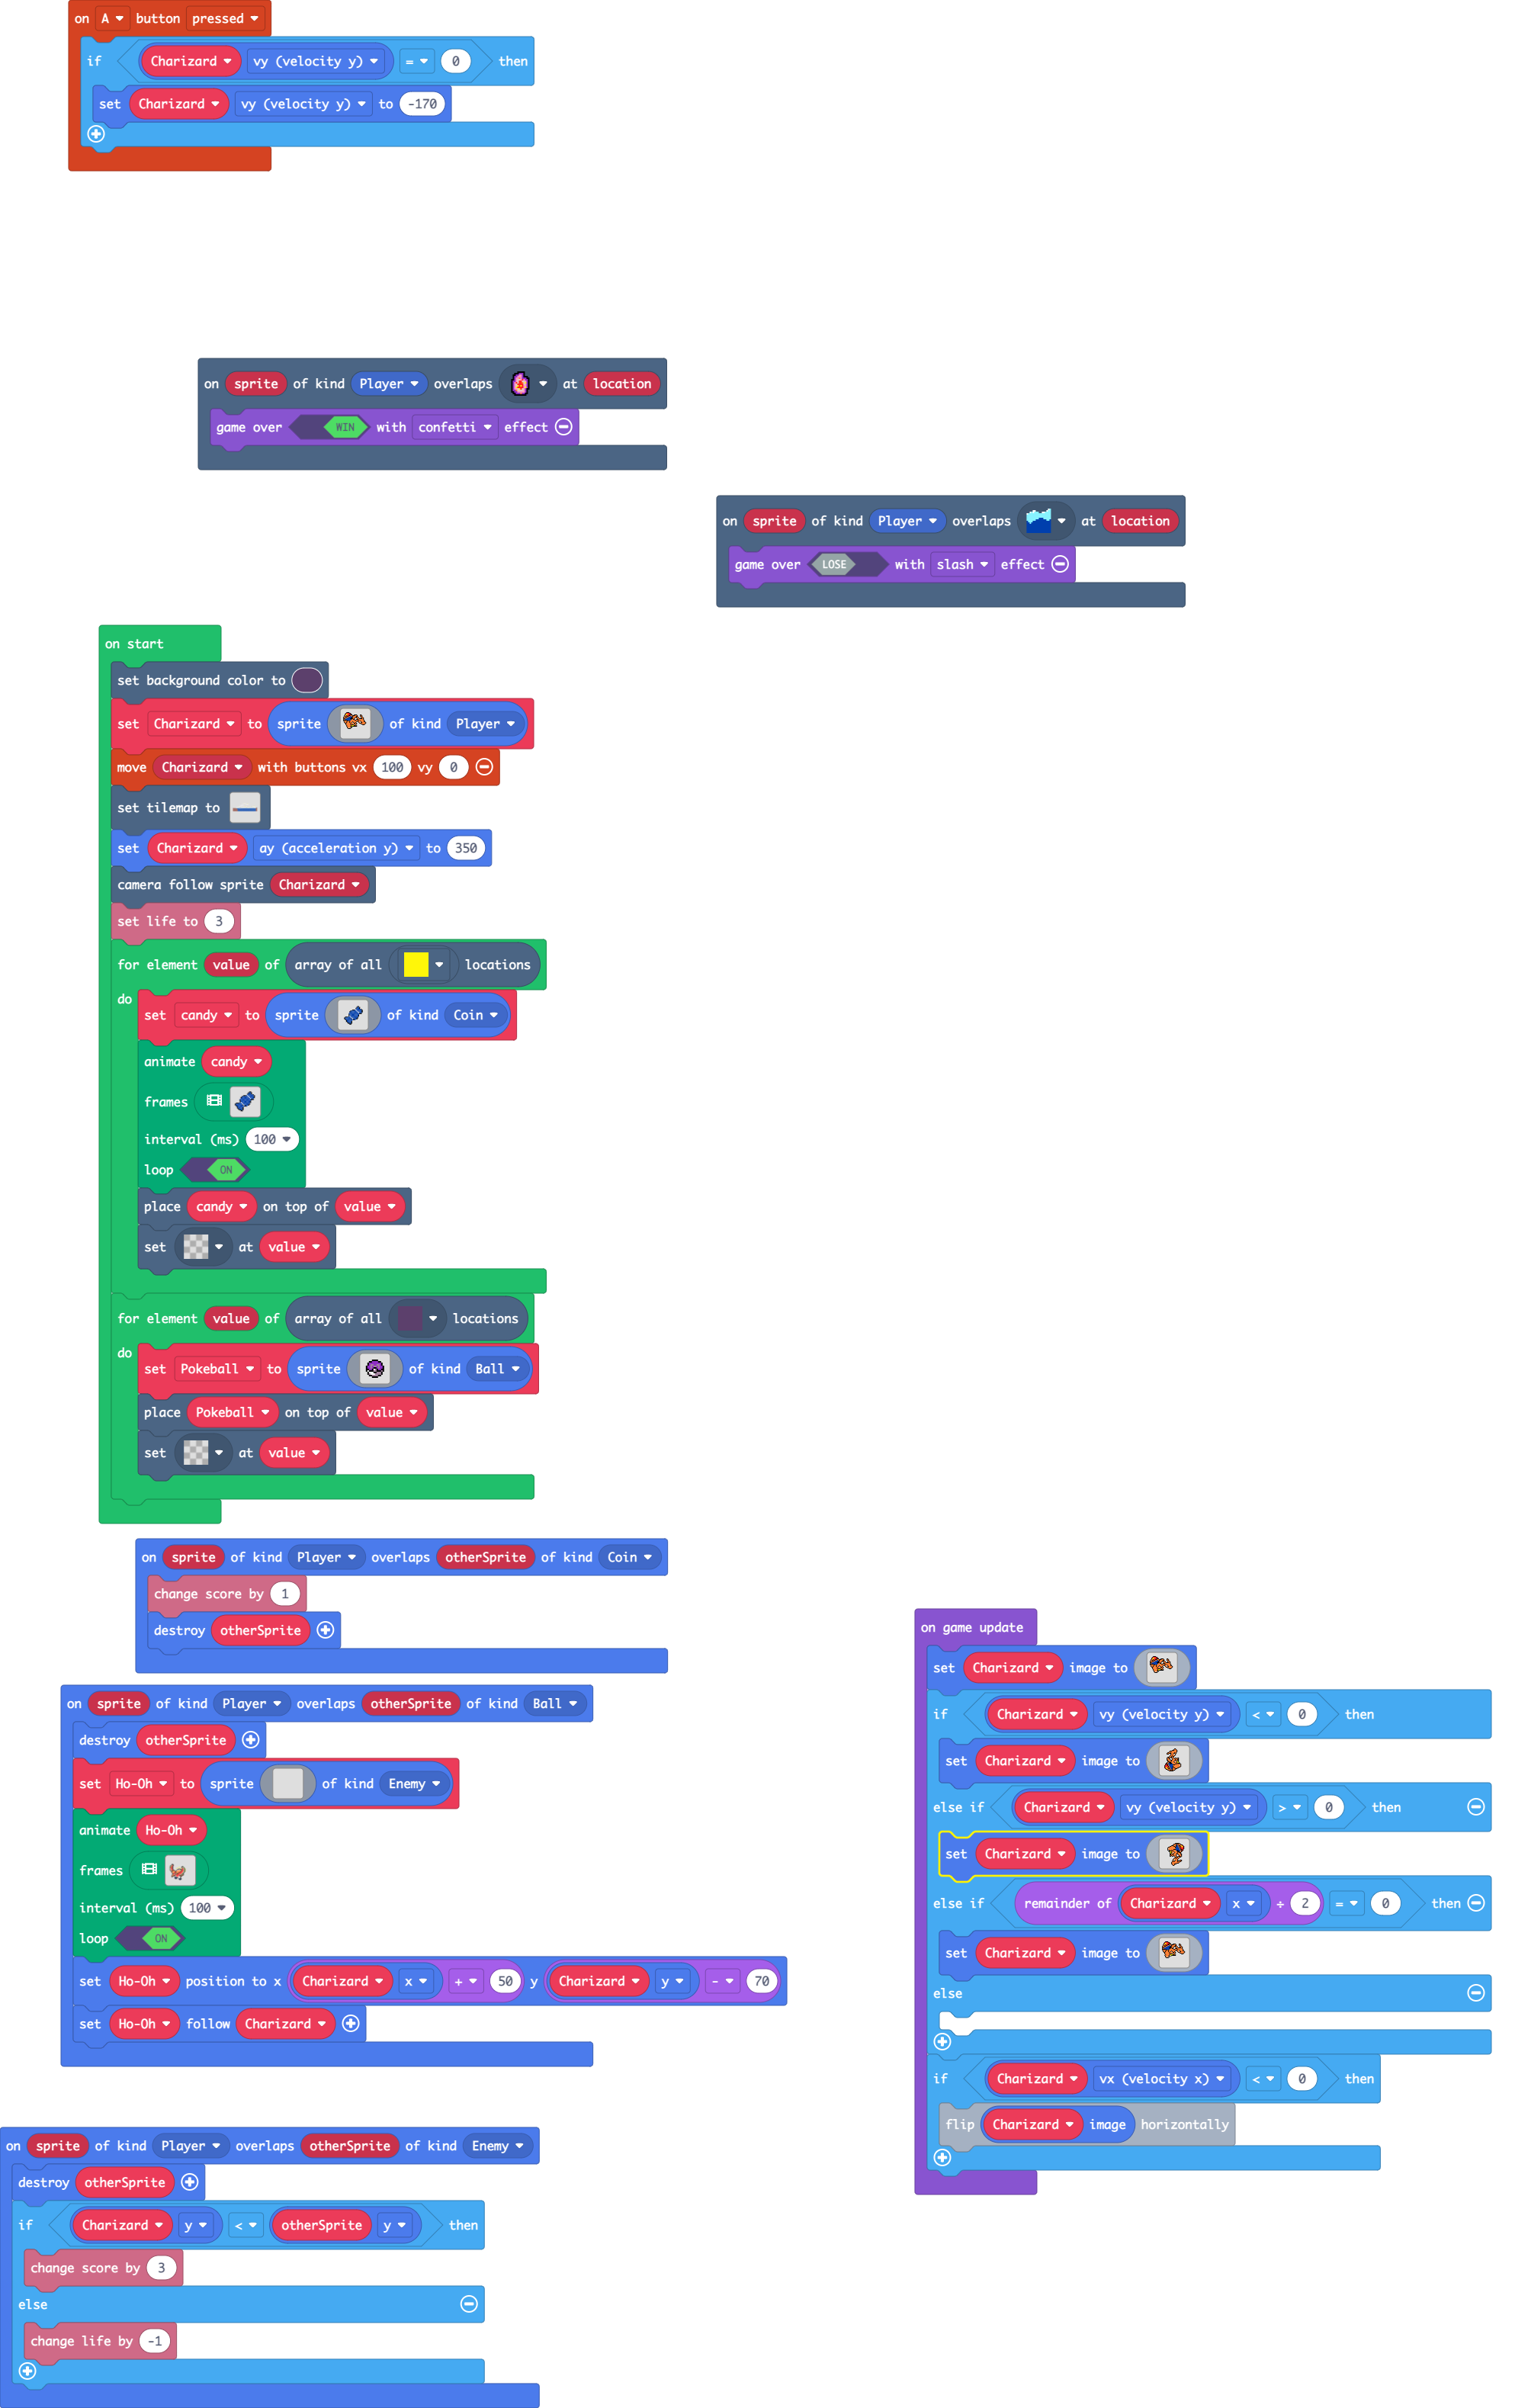 on A button pressed
if Charizard vy (velocity y) = 0 then
set Charizard vy (velocity y) to -170
on sprite of kind Player overlaps at location
game over WIN with confetti effect
on sprite of kind Player overlaps at location
game over LOSE with slash effect
on start
set background color to
set Charizard to sprite of kind Player
move Charizard with buttons vx 100 vy 0
set tilemap to
set Charizard ay (acceleration y) to 350
camera follow sprite Charizard
set life to 3
for element value of array of all locations
do
set candy to sprite of kind Coin
animate candy
frames
interval (ms) 100
loop ON
place candy on top of value
set at value
for element value of array of all locations
do
set Pokeball to sprite of kind Ball
place Pokeball on top of value
set at value
on sprite of kind Player overlaps otherSprite of kind Coin
change score by 1
destroy otherSprite
on sprite of kind Player overlaps otherSprite of kind Ball
destroy otherSprite
set Ho-Oh to sprite of kind Enemy
animate Ho-Oh
frames
interval (ms) 100
loop ON
set Ho-Oh position to x Charizard x + 50 y Charizard y - 70
set Ho-Oh follow Charizard
on game update
set Charizard image to
if Charizard vy (velocity y) < 0 then
set Charizard image to
else if Charizard vy (velocity y) > 0 then
set Charizard image to
else if remainder of Charizard x ÷ 2 = 0 then
set Charizard image to
else
if Charizard vx (velocity x) < 0 then
flip Charizard image horizontally
on sprite of kind Player overlaps otherSprite of kind Enemy
destroy otherSprite
if Charizard y < otherSprite y then
change score by 3
else
change life by -1